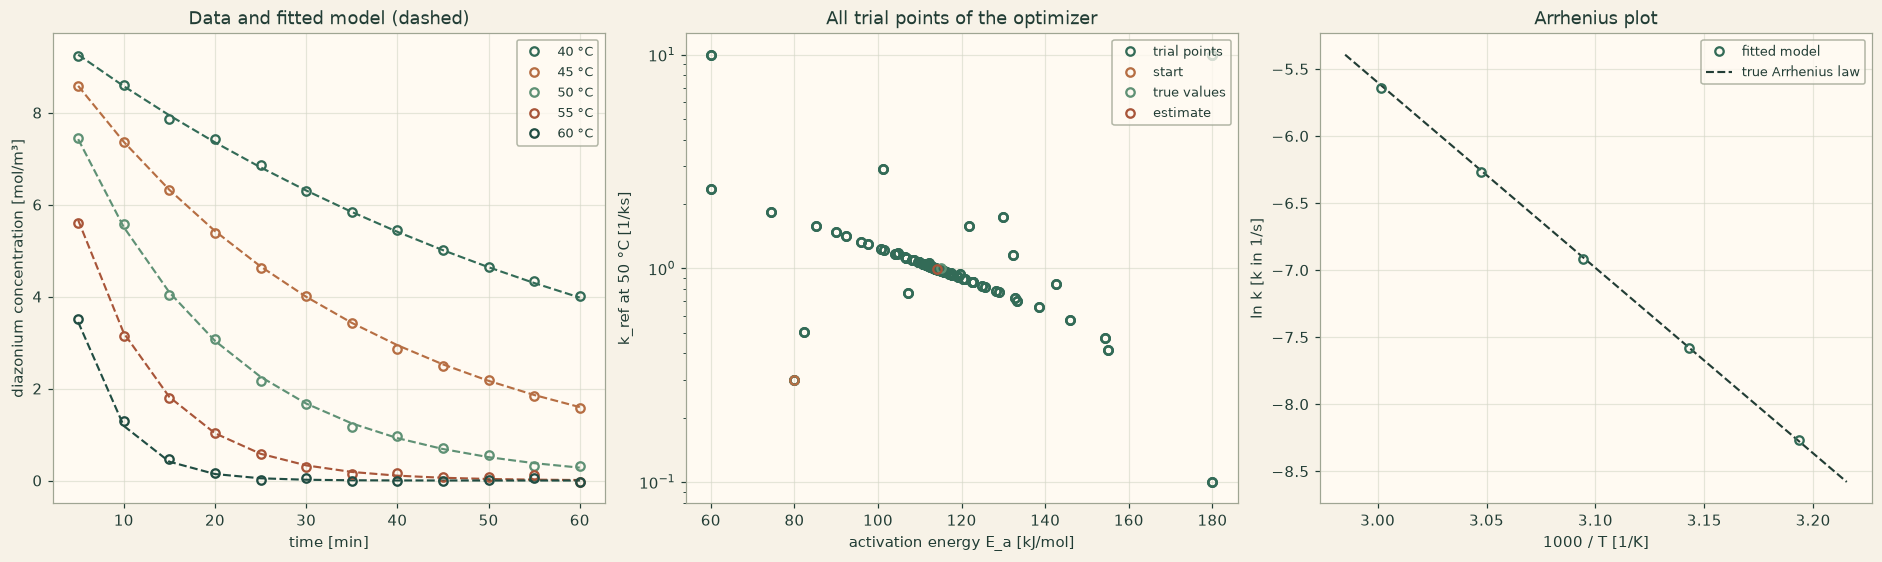 Data and fitted model (dashed)
diazonium concentration [mol/m³]
8
6
4
2
0
10
20
30
40
50
60
time [min]
40 °C
45 °C
50 °C
55 °C
60 °C
All trial points of the optimizer
k_ref at 50 °C [1/ks]
10¹
10⁰
10⁻¹
60
80
100
120
140
160
180
activation energy E_a [kJ/mol]
trial points
start
true values
estimate
Arrhenius plot
ln k [k in 1/s]
−5.5
−6.0
−6.5
−7.0
−7.5
−8.0
−8.5
3.00
3.05
3.10
3.15
3.20
1000 / T [1/K]
fitted model
true Arrhenius law